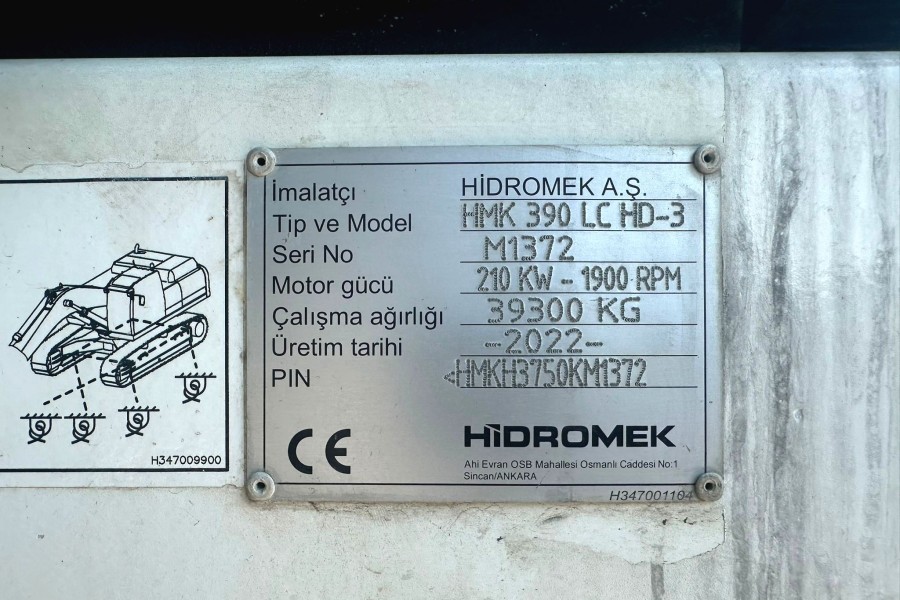 İmalatçı HİDROMEK A.Ş.
Tip ve Model HMK 390 LC HD-3
Seri No M1372
Motor gücü 210 KW - 1900 RPM
Çalışma ağırlığı 39300 KG
Üretim tarihi -2022-
PIN <HMKH3750KM1372
CE HİDROMEK
Ahi Evran OSB Mahallesi Osmanlı Caddesi No:1
Sincan/ANKARA
H347001104
H347009900